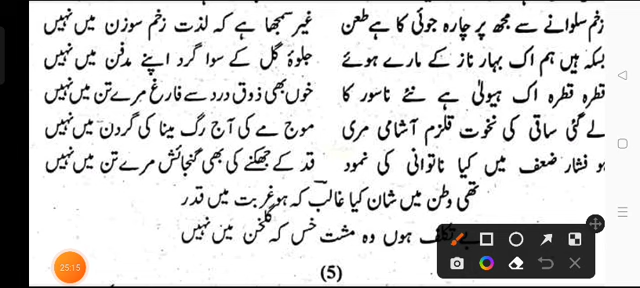 زخم سلوانے سے مجھ پر چارہ جوئی کا ہے طعن غیر سمجھا ہے کہ لذت زخم سوزن میں نہیں
بسکہ ہیں ہم اک بہار ناز کے مارے ہوئے جلوۂ گل کے سوا گرد اپنے مدفن میں نہیں
قطرہ قطرہ اک ہیولیٰ ہے نئے ناسور کا خوں بھی ذوق درد سے فارغ مرے تن میں نہیں
لے گئی ساقی کی نخوت قلزم آشامی مری موج مے کی آج رگ مینا کی گردن میں نہیں
ہو فشار ضعف میں کیا ناتوانی کی نمود قد کے جھکنے کی بھی گنجائش مرے تن میں نہیں
تھی وطن میں شان کیا غالب کہ ہو غربت میں قدر
بے تکلف ہوں وہ مشت خس کہ گلخن میں نہیں
(5)
25:15